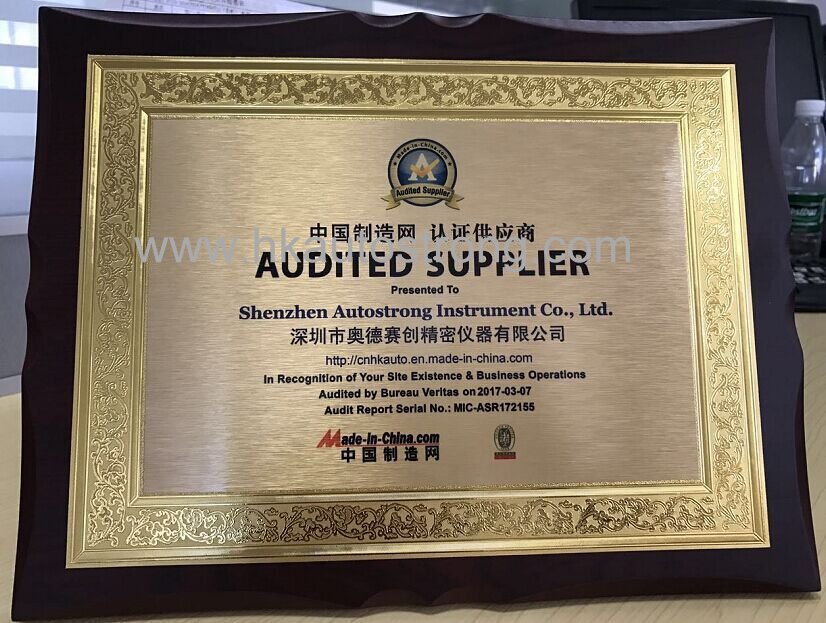 Made-in-China.com
Audited Supplier
中国制造网 认证供应商
www.hkautostrong.com
AUDITED SUPPLIER
Presented To
Shenzhen Autostrong Instrument Co., Ltd.
深圳市奥德赛创精密仪器有限公司
http://cnhkauto.en.made-in-china.com
In Recognition of Your Site Existence & Business Operations
Audited by Bureau Veritas on 2017-03-07
Audit Report Serial No.: MIC-ASR172155
Made-in-China.com
中国制造网